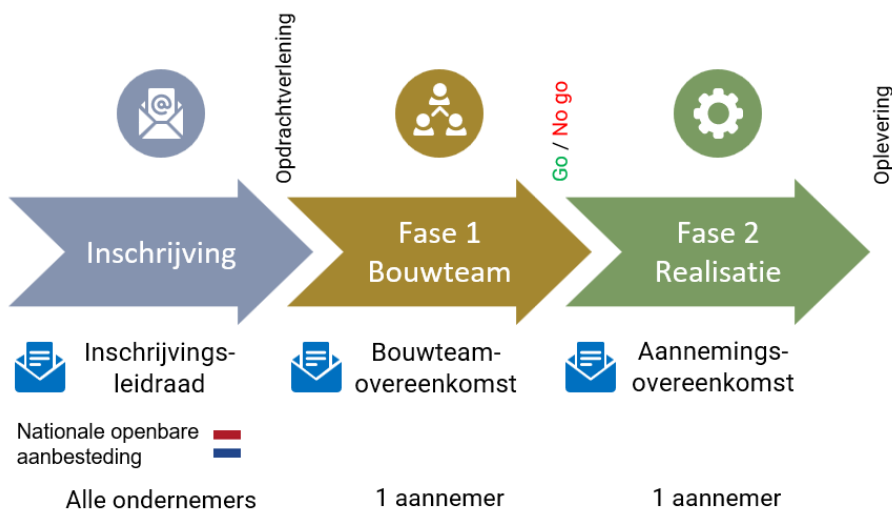 Opdrachtverlening
Go / No go
Oplevering
Inschrijving
Fase 1
Bouwteam
Fase 2
Realisatie
Inschrijvings-
leidraad
Bouwteam-
overeenkomst
Aannemings-
overeenkomst
Nationale openbare
aanbesteding
Alle ondernemers
1 aannemer
1 aannemer